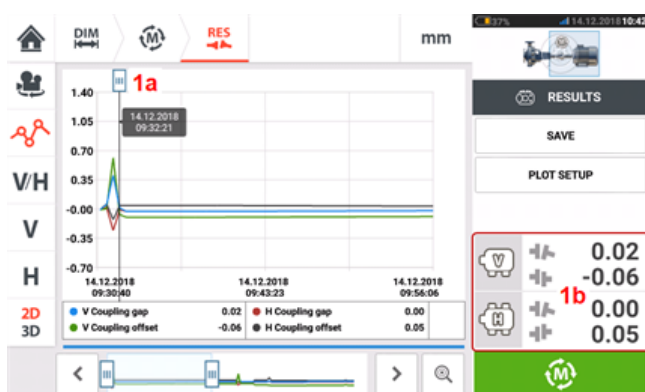 DIM
M
RES
mm
37% 14.12.2018 10:42
1a
RESULTS
SAVE
PLOT SETUP
1.40
1.05
0.70
0.35
-0.00
-0.35
-0.70
14.12.2018
09:32:21
14.12.2018 14.12.2018 14.12.2018
09:30:40 09:43:23 09:56:06
V Coupling gap 0.02 H Coupling gap 0.00
V Coupling offset -0.06 H Coupling offset 0.05
V/H
V
H
2D
3D
V 0.02
-0.06
1b
H 0.00
0.05
M